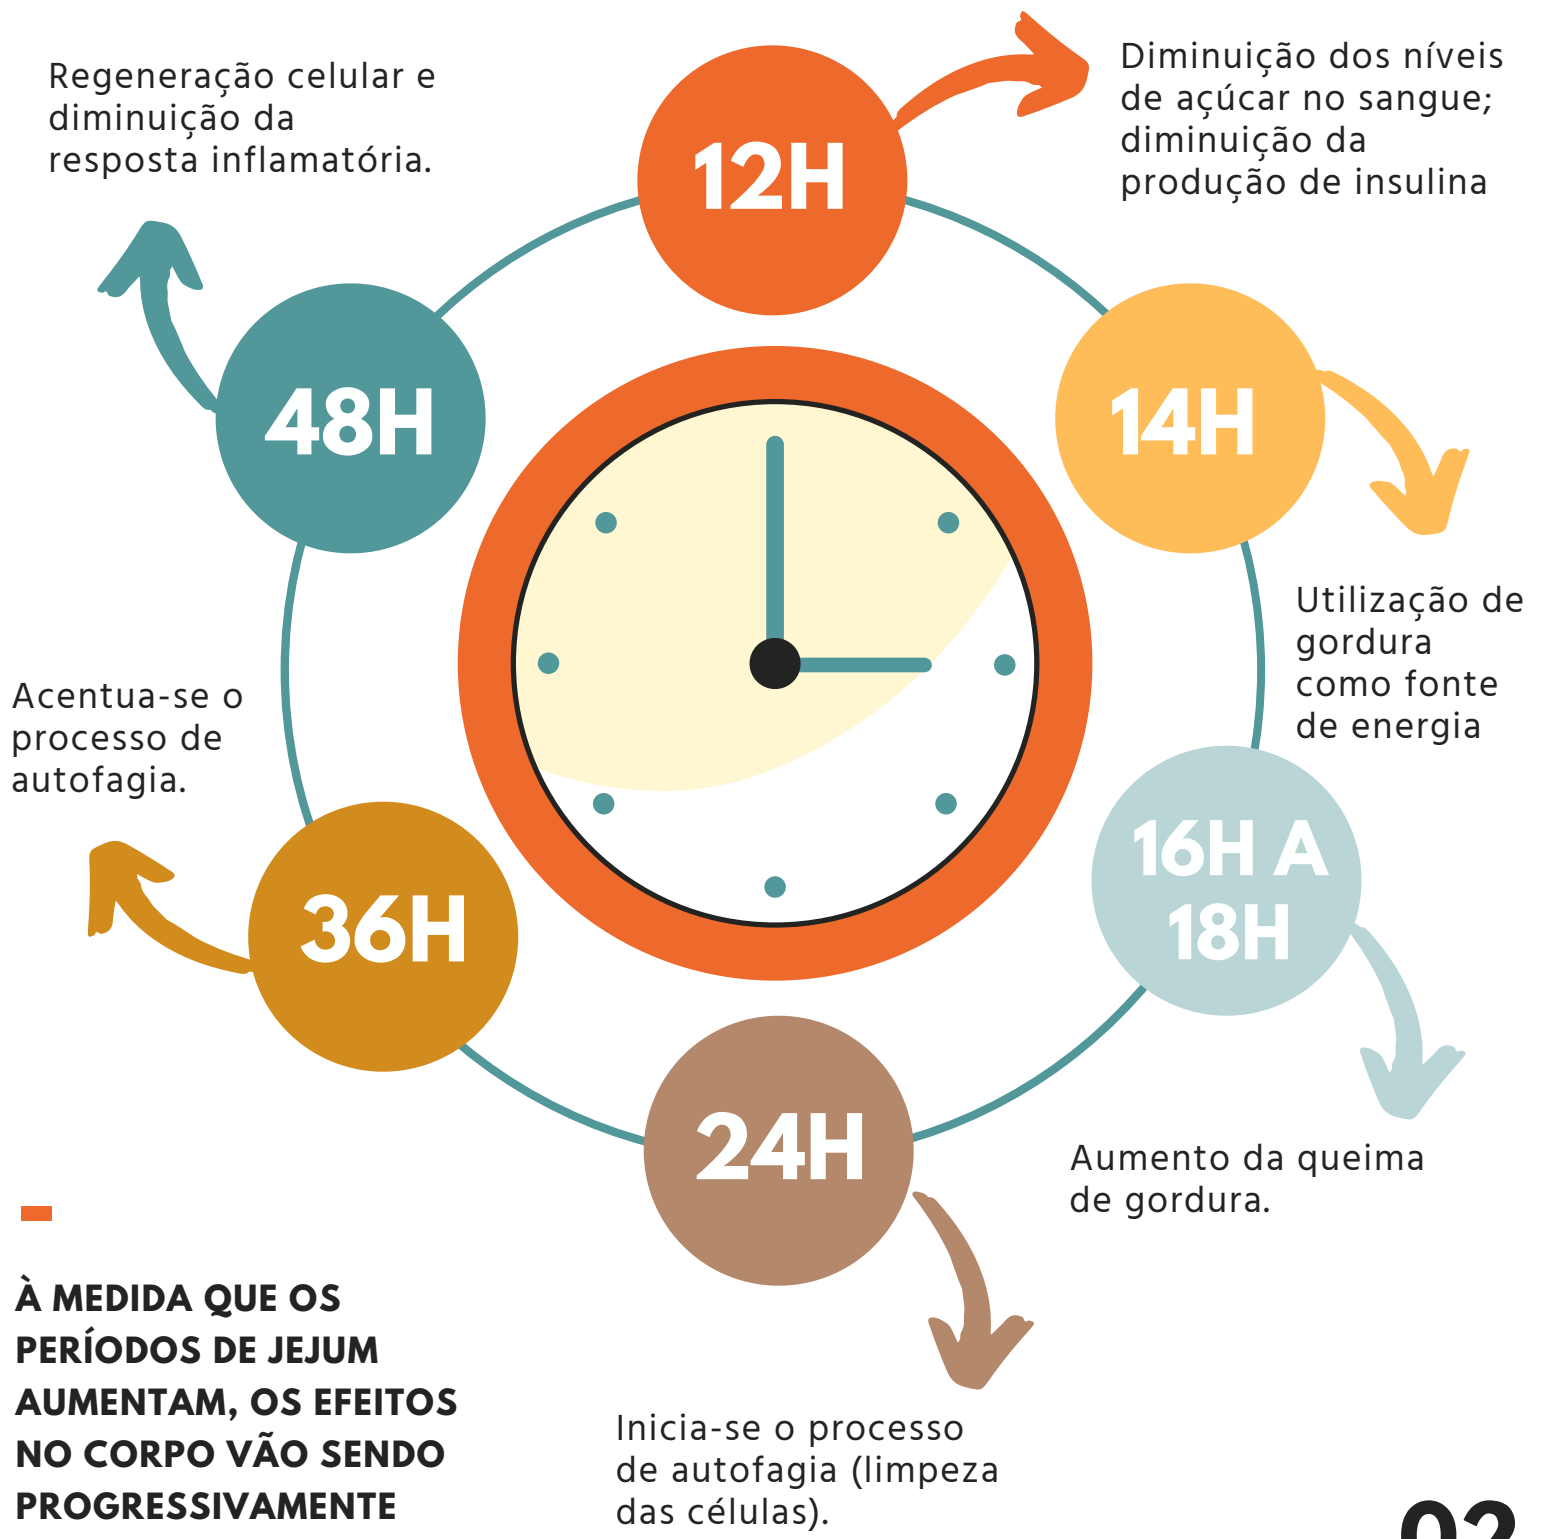 12H
Diminuição dos níveis
de açúcar no sangue;
diminuição da
produção de insulina
14H
Utilização de
gordura
como fonte
de energia
16H A
18H
Aumento da queima
de gordura.
24H
Inicia-se o processo
de autofagia (limpeza
das células).
36H
Acentua-se o
processo de
autofagia.
48H
Regeneração celular e
diminuição da
resposta inflamatória.
À MEDIDA QUE OS
PERÍODOS DE JEJUM
AUMENTAM, OS EFEITOS
NO CORPO VÃO SENDO
PROGRESSIVAMENTE
02